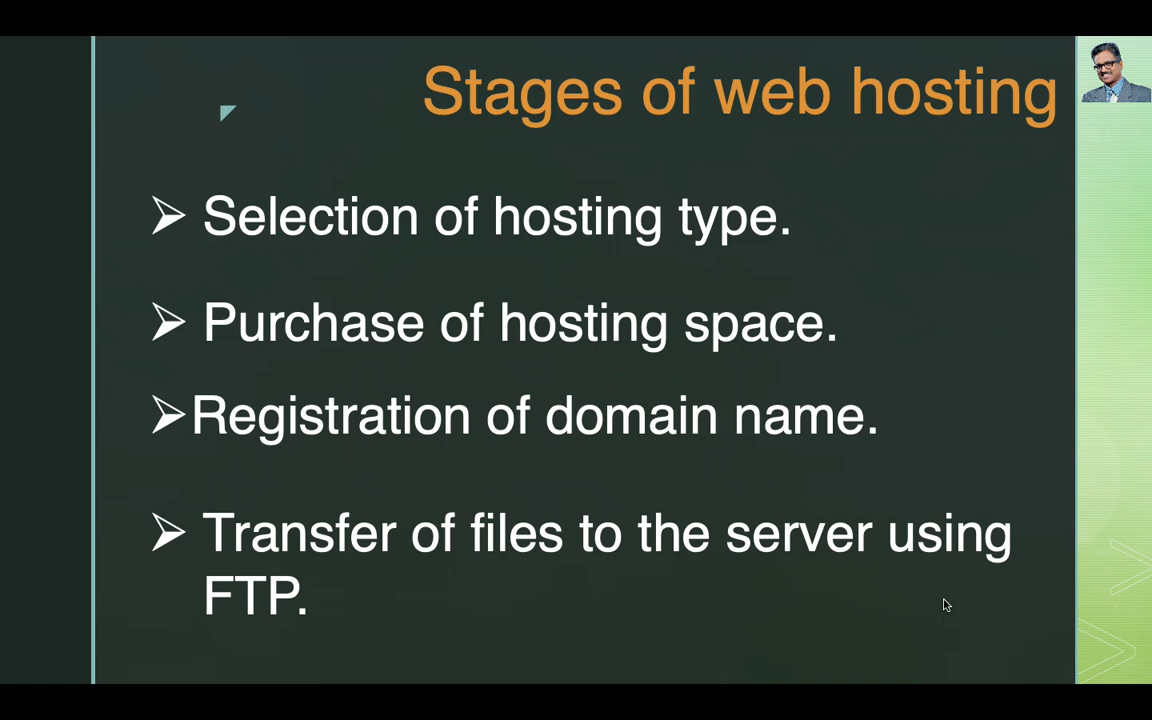 Stages of web hosting
➢ Selection of hosting type.
➢ Purchase of hosting space.
➢Registration of domain name.
➢ Transfer of files to the server using
FTP.